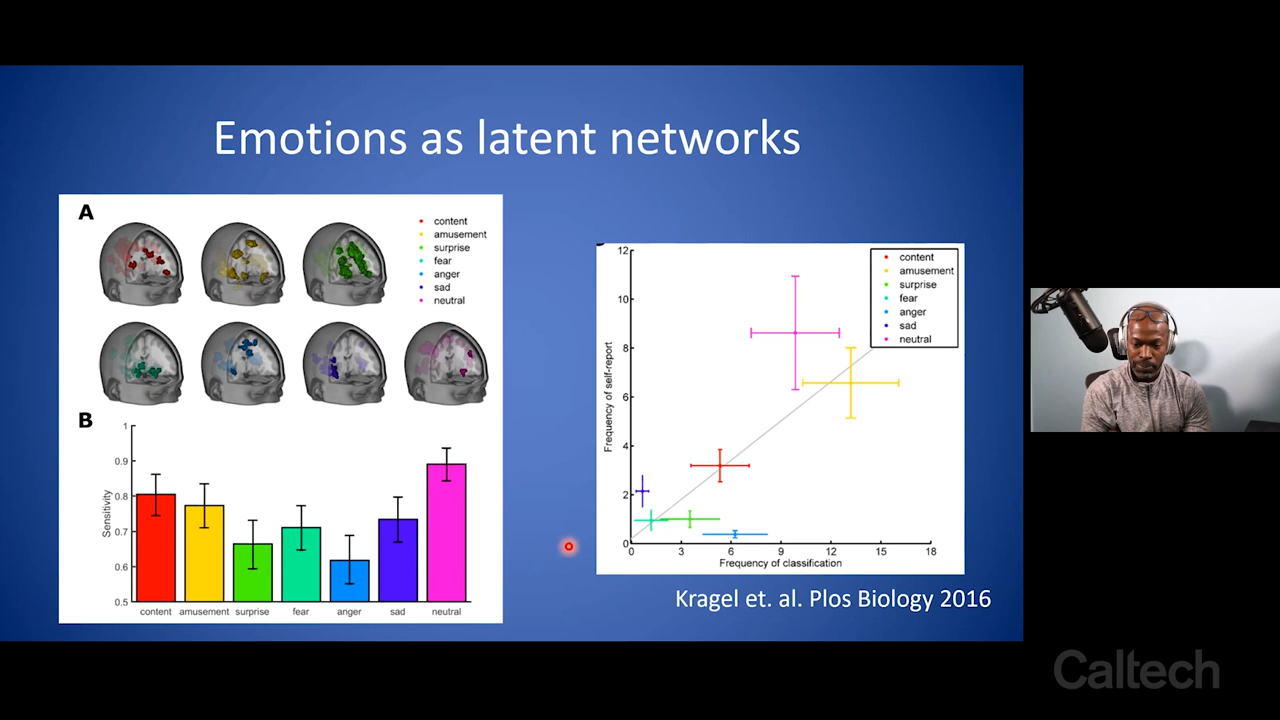 Emotions as latent networks
A
content
amusement
surprise
fear
anger
sad
neutral
B
1
0.9
0.8
0.7
0.6
0.5
Sensitivity
content amusement surprise fear anger sad neutral
12
10
8
6
4
2
0
Frequency of self-report
content
amusement
surprise
fear
anger
sad
neutral
0 3 6 9 12 15 18
Frequency of classification
Kragel et. al. Plos Biology 2016
Caltech